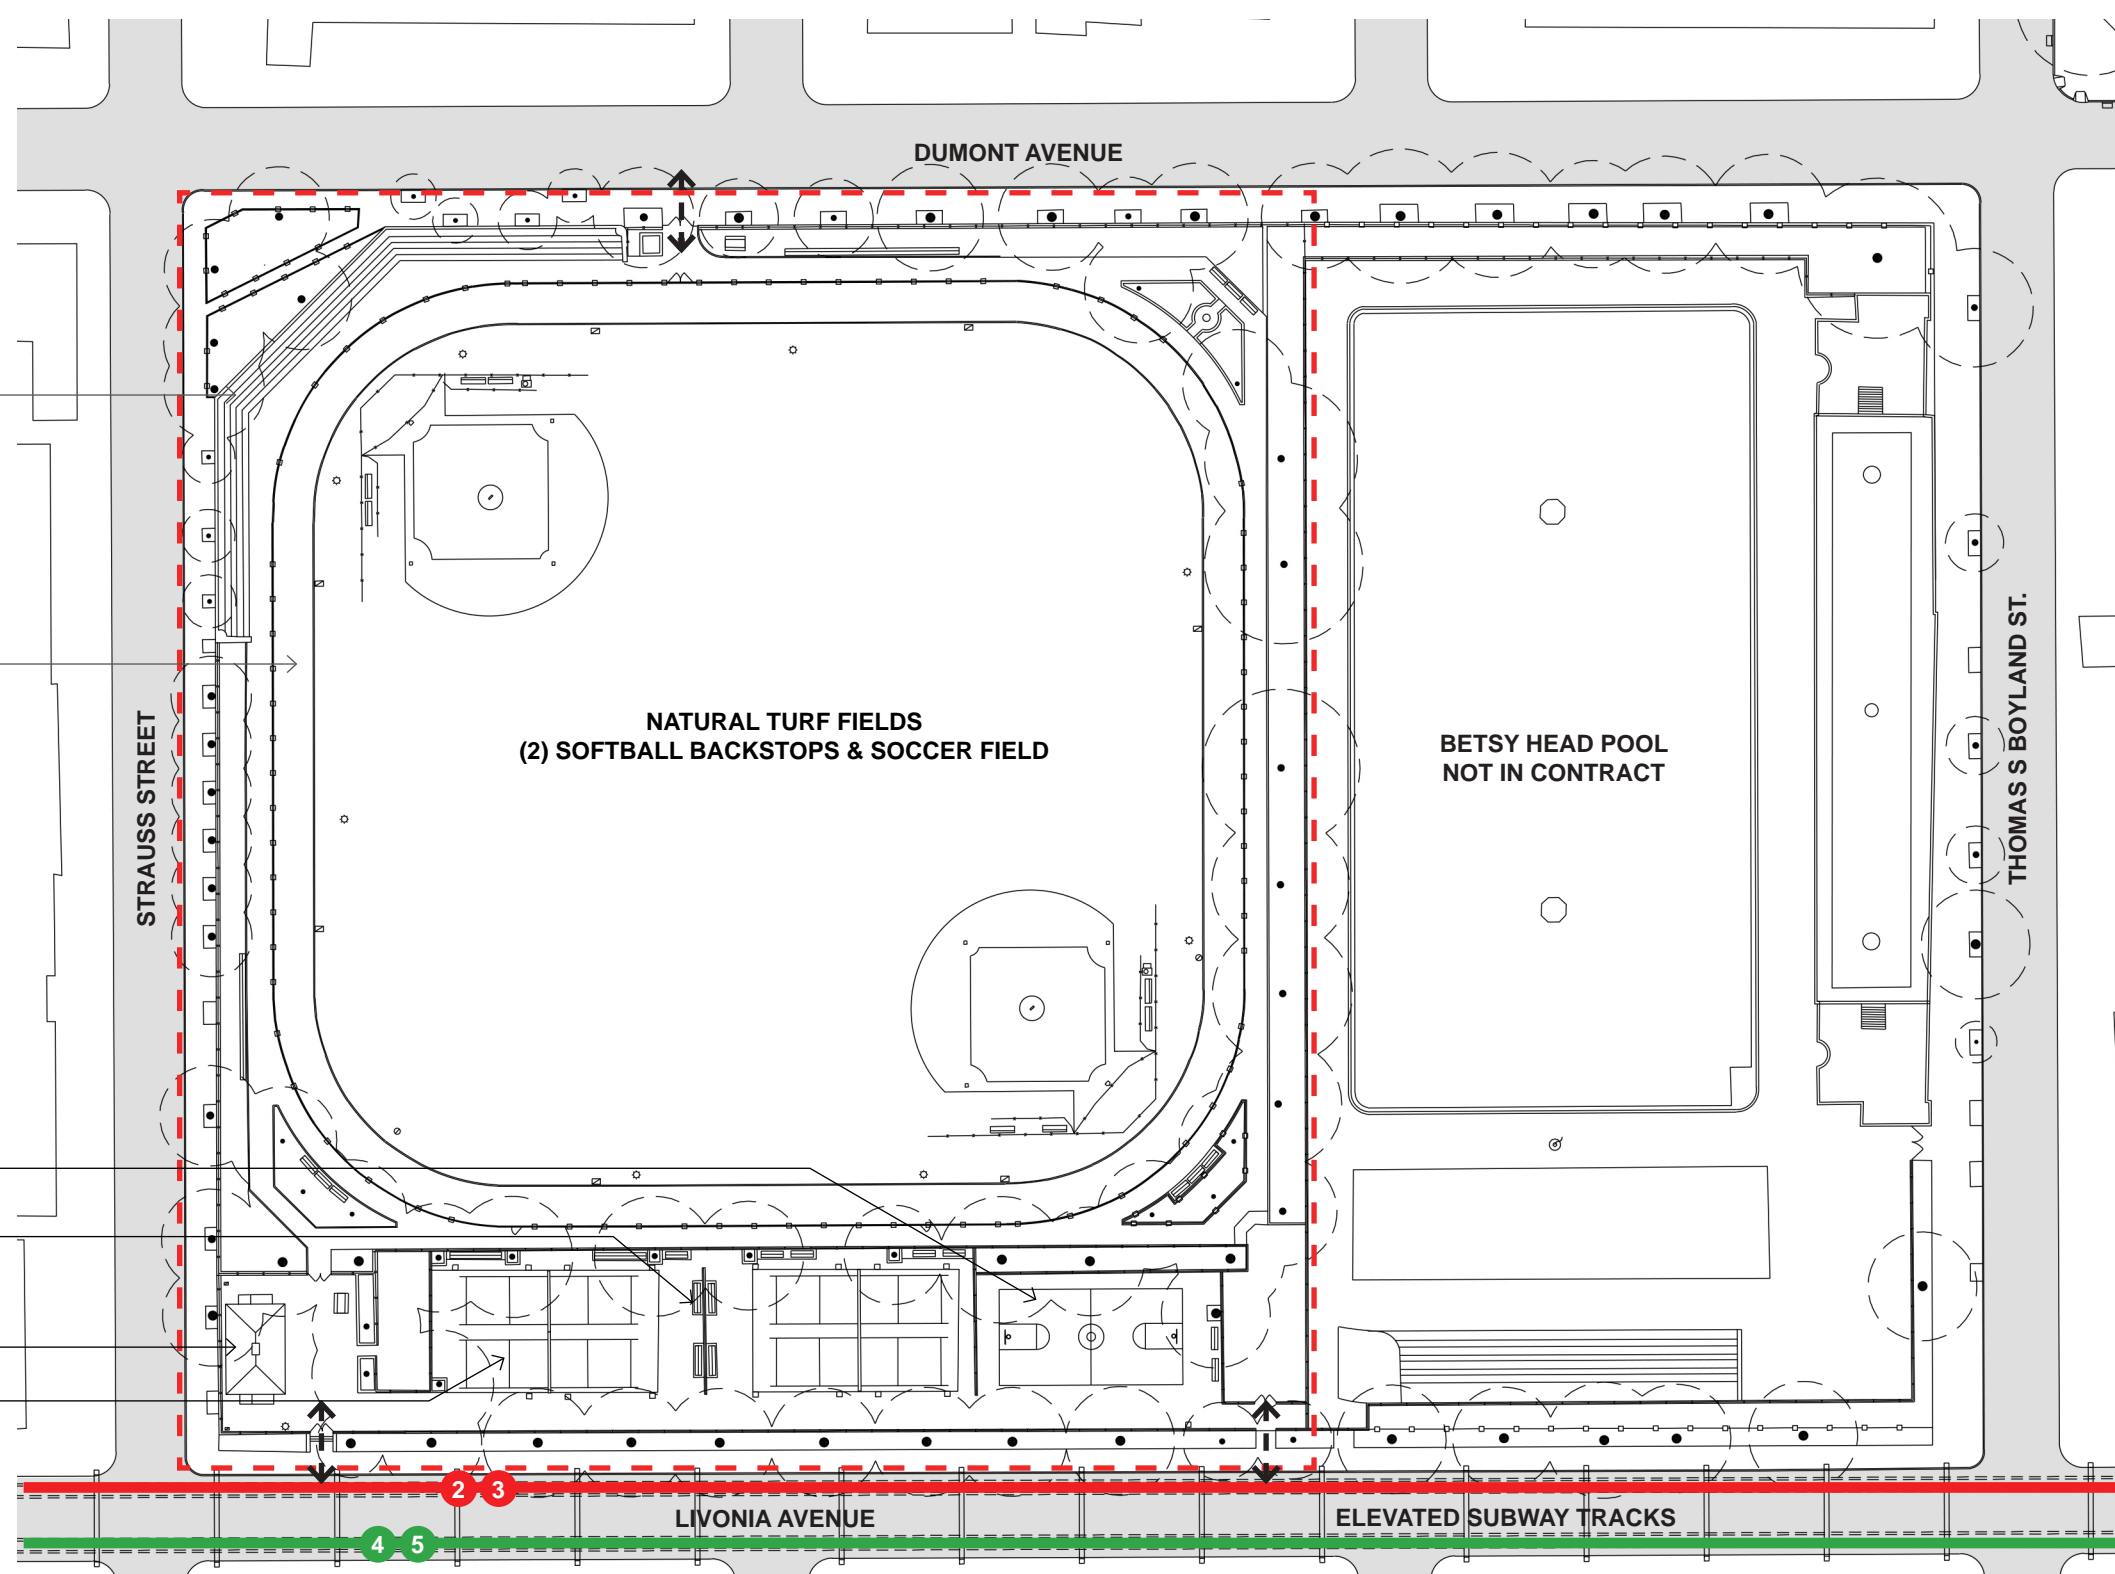 DUMONT AVENUE
STRAUSS STREET
NATURAL TURF FIELDS
(2) SOFTBALL BACKSTOPS & SOCCER FIELD
BETSY HEAD POOL
NOT IN CONTRACT
THOMAS S BOYLAND ST.
2 3
LIVONIA AVENUE
ELEVATED SUBWAY TRACKS
4 5